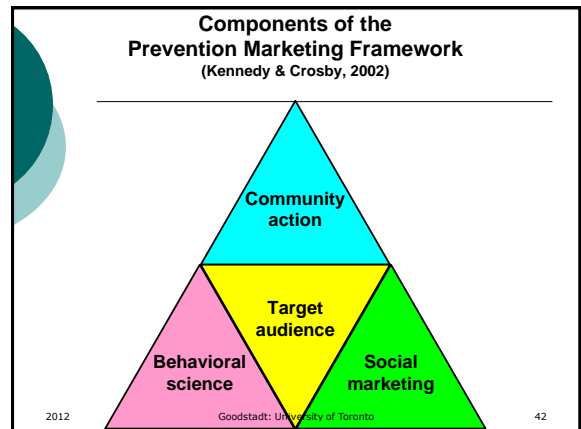 Components of the
Prevention Marketing Framework
(Kennedy & Crosby, 2002)
Community
action
Target
audience
Behavioral
science
Social
marketing
2012
Goodstadt: University of Toronto
42